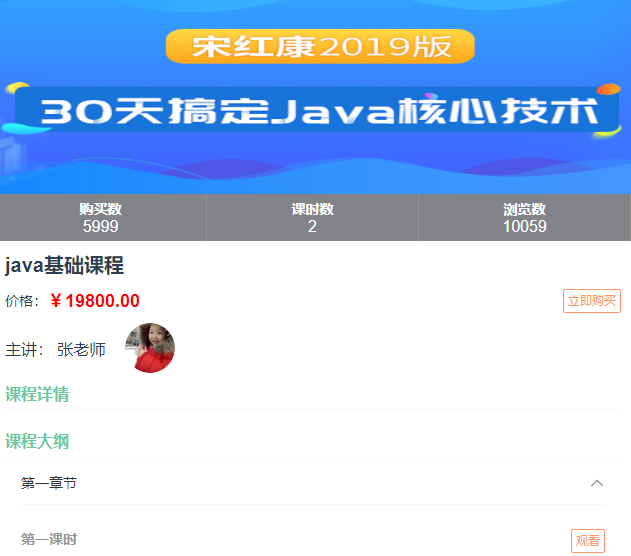 宋红康2019版
30天搞定Java核心技术
购买数 课时数 浏览数
5999 2 10059
java基础课程
价格：￥19800.00 立即购买
主讲： 张老师
课程详情
课程大纲
第一章节
第一课时 观看